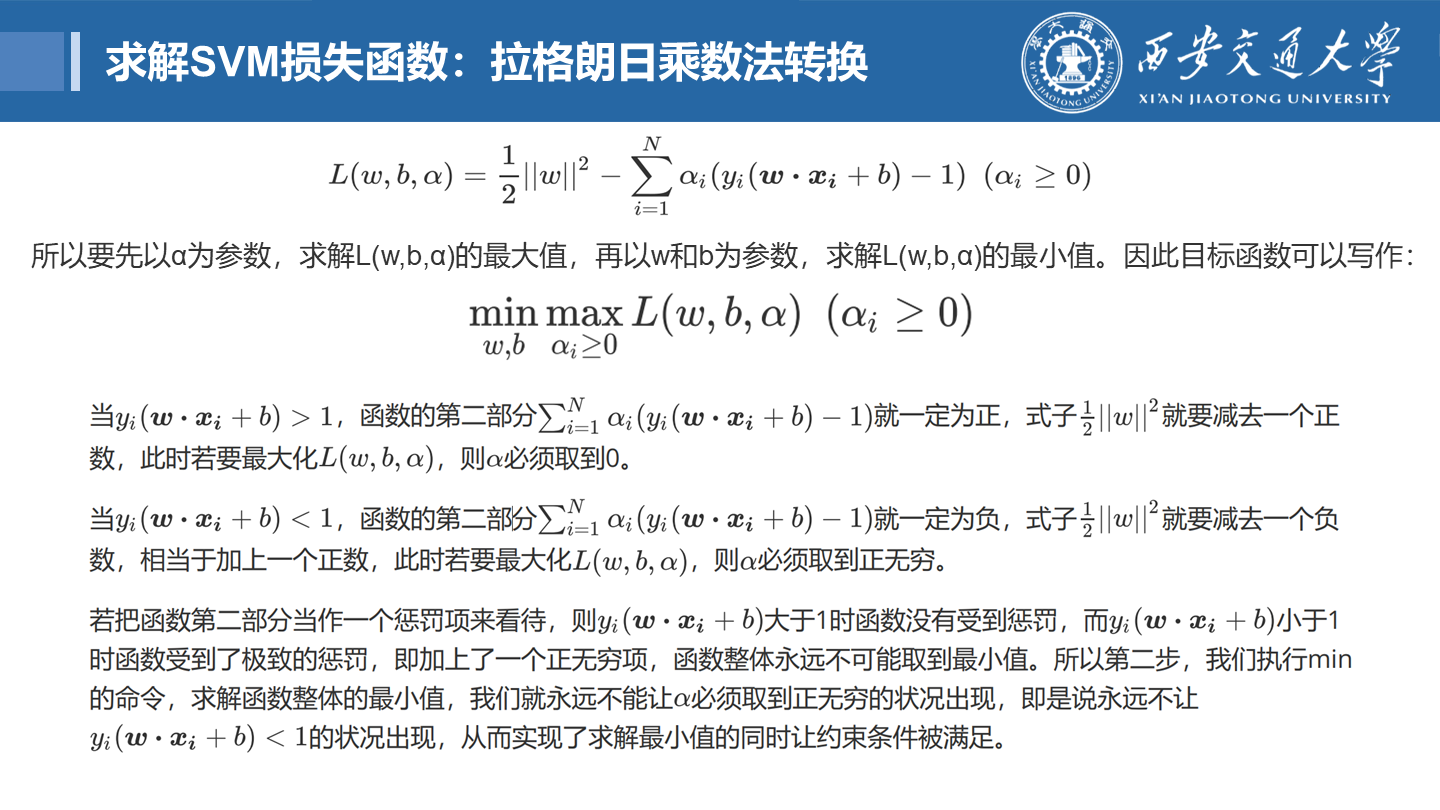 求解SVM损失函数：拉格朗日乘数法转换
西安交通大学
XI'AN JIAOTONG UNIVERSITY
XI'AN JIAOTONG UNIVERSITY
1896
L(w, b, α) = 1/2 ||w||² − ∑_{i=1}^{N} α_i(y_i(w · x_i + b) − 1) (α_i ≥ 0)
所以要先以α为参数，求解L(w,b,α)的最大值，再以w和b为参数，求解L(w,b,α)的最小值。因此目标函数可以写作：
min_{w,b} max_{α_i≥0} L(w, b, α) (α_i ≥ 0)
当y_i(w · x_i + b) > 1，函数的第二部分∑_{i=1}^{N} α_i(y_i(w · x_i + b) − 1)就一定为正，式子1/2||w||²就要减去一个正
数，此时若要最大化L(w, b, α)，则α必须取到0。
当y_i(w · x_i + b) < 1，函数的第二部分∑_{i=1}^{N} α_i(y_i(w · x_i + b) − 1)就一定为负，式子1/2||w||²就要减去一个负
数，相当于加上一个正数，此时若要最大化L(w, b, α)，则α必须取到正无穷。
若把函数第二部分当作一个惩罚项来看待，则y_i(w · x_i + b)大于1时函数没有受到惩罚，而y_i(w · x_i + b)小于1
时函数受到了极致的惩罚，即加上了一个正无穷项，函数整体永远不可能取到最小值。所以第二步，我们执行min
的命令，求解函数整体的最小值，我们就永远不能让α必须取到正无穷的状况出现，即是说永远不让
y_i(w · x_i + b) < 1的状况出现，从而实现了求解最小值的同时让约束条件被满足。